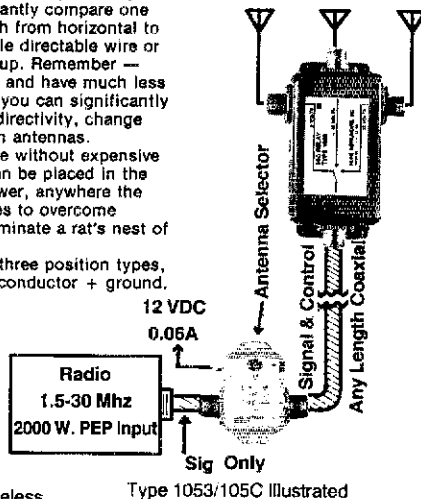 antly compare one
h from horizontal to
le directable wire or
up. Remember —
and have much less
you can significantly
directivity, change
n antennas.
e without expensive
an be placed in the
wer, anywhere the
es to overcome
minate a rat's nest of
three position types,
conductor + ground.
Antenna Selector
Signal & Control
Any Length Coaxial
12 VDC
0.05A
Radio
1.5-30 Mhz
2000 W. PEP Input
Sig Only
eless
Type 1053/105C Illustrated